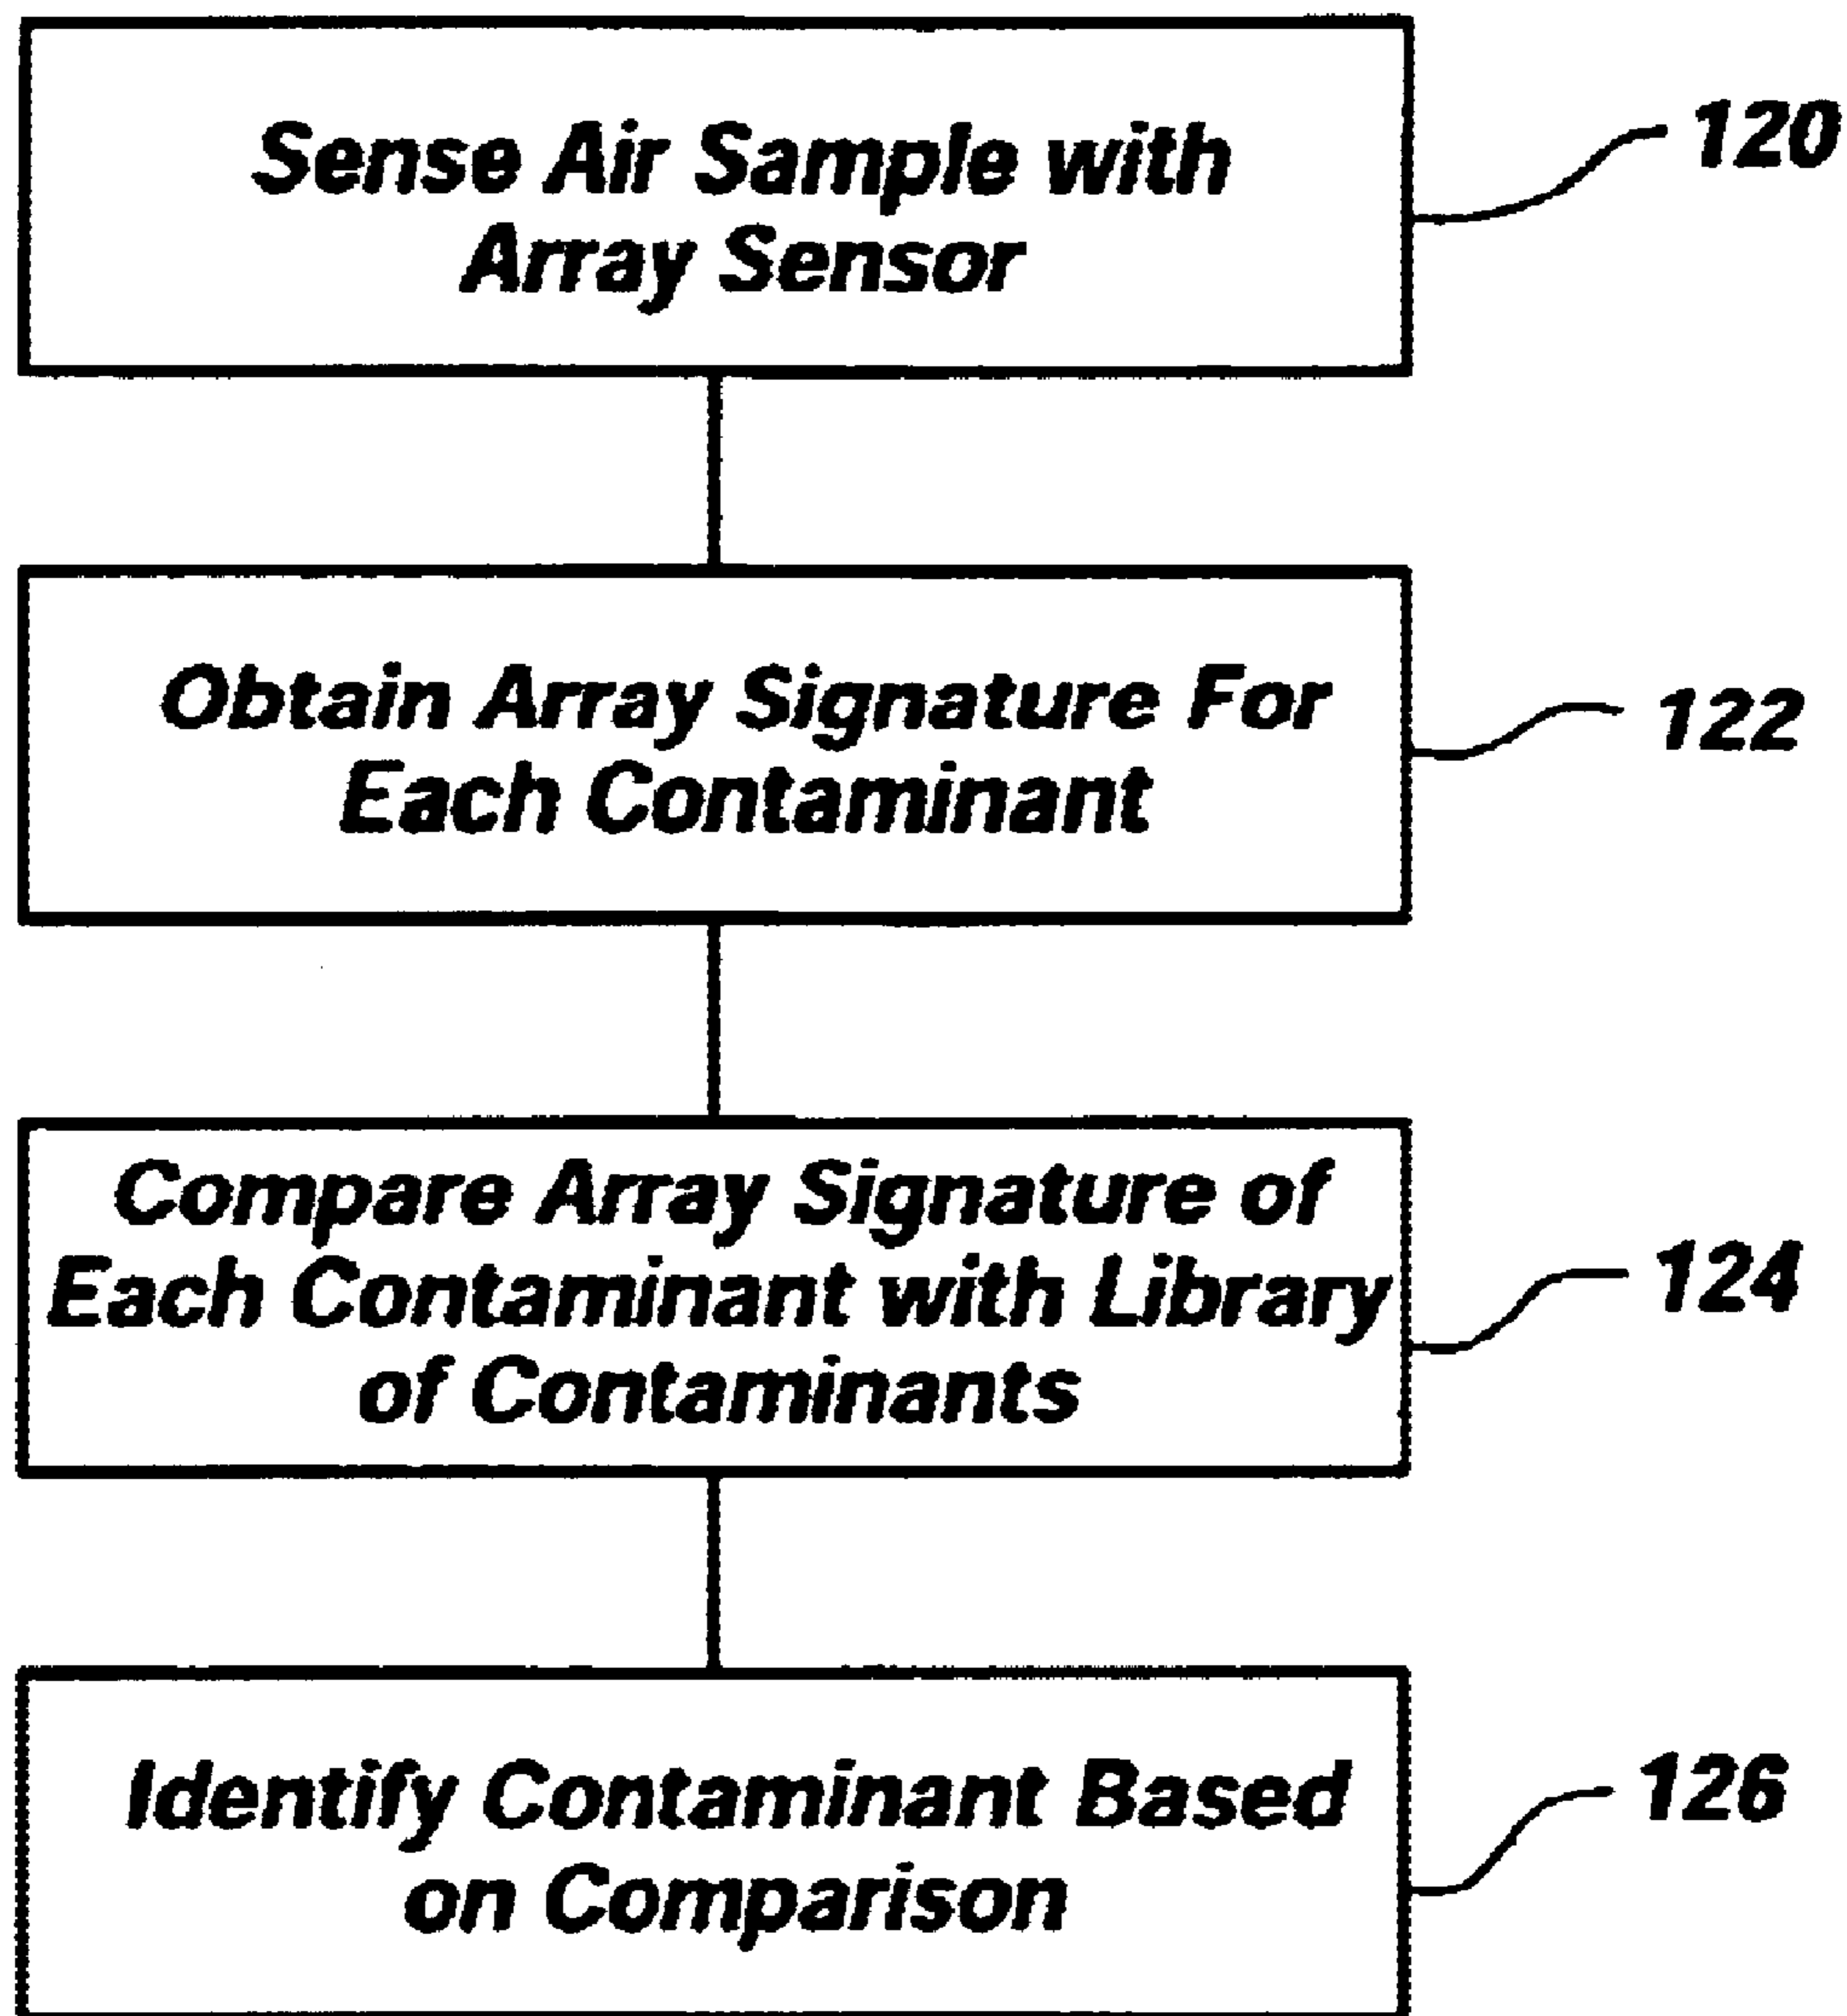 Sense Air Sample with
Array Sensor
120
Obtain Array Signature For
Each Contaminant
122
Compare Array Signature of
Each Contaminant with Library
of Contaminants
124
Identify Contaminant Based
on Comparison
126